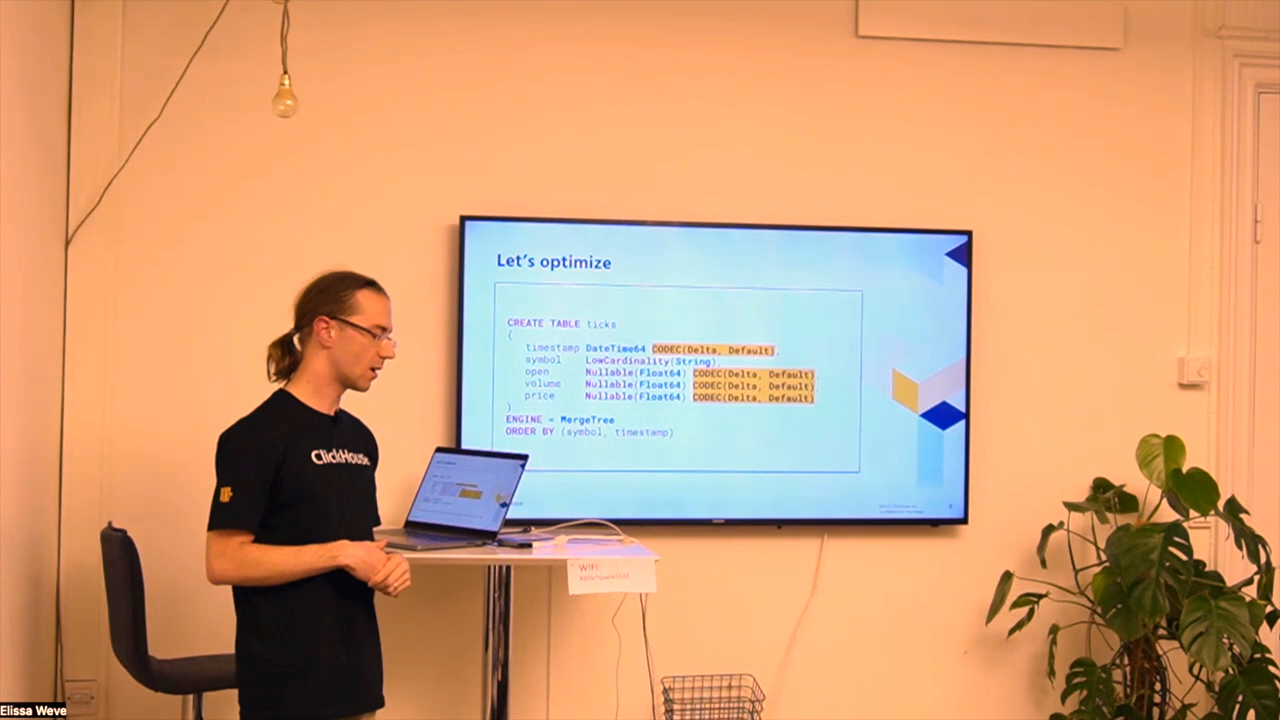 Let's optimize
CREATE TABLE ticks
(
timestamp DateTime64 CODEC(Delta, Default),
symbol LowCardinality(String),
open Nullable(Float64) CODEC(Delta, Default),
volume Nullable(Float64) CODEC(Delta, Default),
price Nullable(Float64) CODEC(Delta, Default)
)
ENGINE = MergeTree
ORDER BY (symbol, timestamp)
ClickHouse
WIFI
Elissa Weve